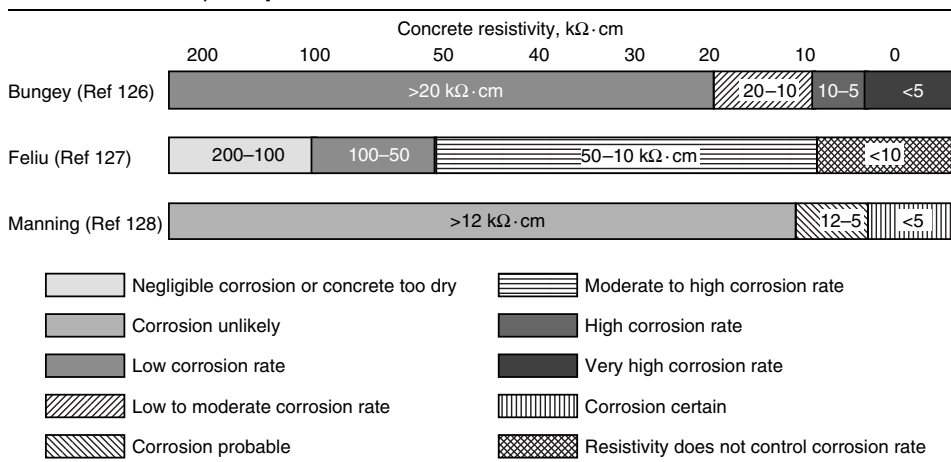 Concrete resistivity, kΩ·cm
200 100 50 40 30 20 10 0
Bungey (Ref 126) >20 kΩ·cm 20–10 10–5 <5
Feliu (Ref 127) 200–100 100–50 50–10 kΩ·cm <10
Manning (Ref 128) >12 kΩ·cm 12–5 <5
Negligible corrosion or concrete too dry
Corrosion unlikely
Low corrosion rate
Low to moderate corrosion rate
Corrosion probable
Moderate to high corrosion rate
High corrosion rate
Very high corrosion rate
Corrosion certain
Resistivity does not control corrosion rate